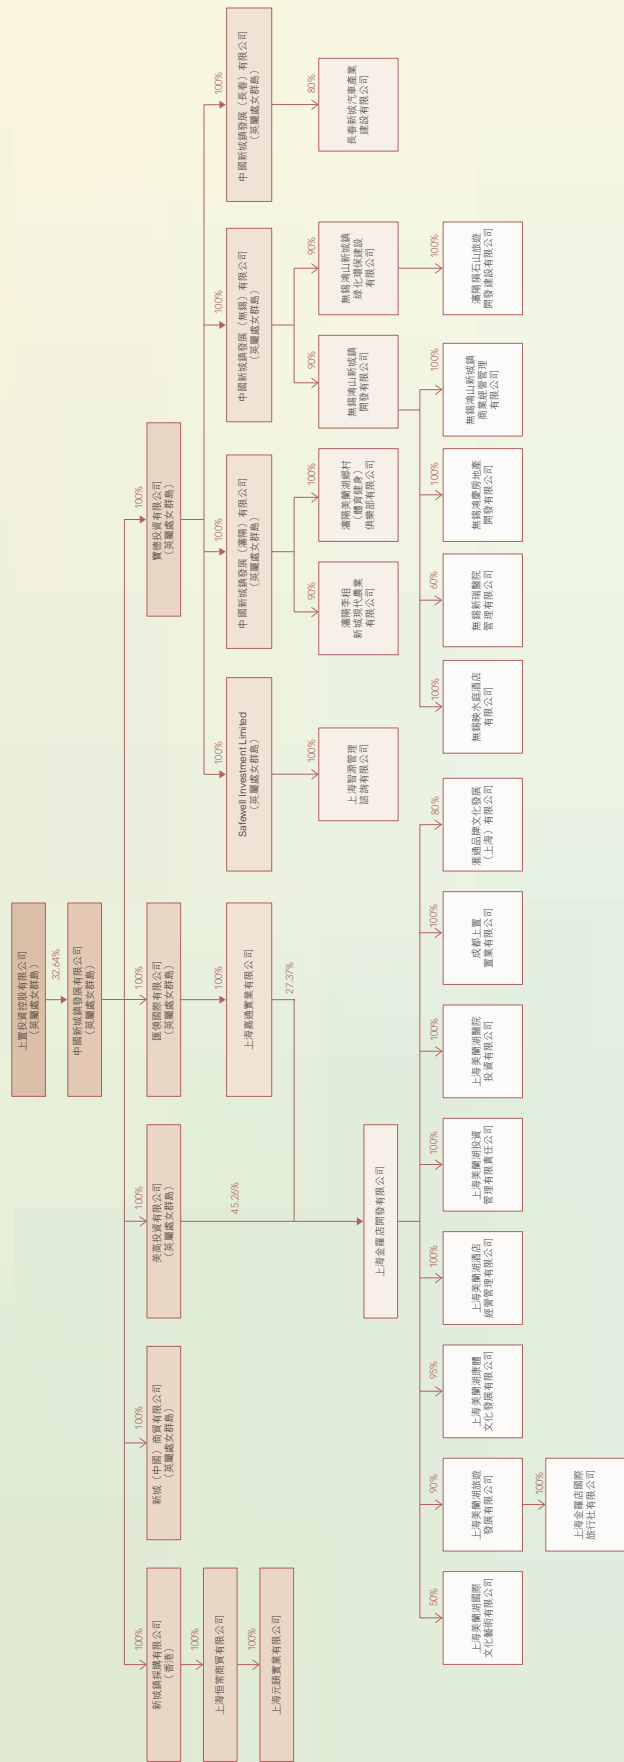 上置投資控股有限公司
（英屬處女群島）
32.64%
中國新城鎮發展有限公司
（英屬處女群島）
100%
新城鎮採購有限公司
（香港）
100%
新城（中國）商貿有限公司
（英屬處女群島）
100%
美高投資有限公司
（英屬處女群島）
100%
匯領國際有限公司
（英屬處女群島）
100%
寶德投資有限公司
（英屬處女群島）
100%
上海恒常商貿有限公司
100%
上海元頤實業有限公司
45.26%
100%
上海嘉通實業有限公司
27.37%
100%
Safewell Investment Limited
（英屬處女群島）
100%
中國新城鎮發展（瀋陽）有限公司
（英屬處女群島）
100%
中國新城鎮發展（無錫）有限公司
（英屬處女群島）
100%
中國新城鎮發展（長春）有限公司
（英屬處女群島）
100%
上海智源管理
諮詢有限公司
90%
瀋陽李相
新城現代農業
有限公司
100%
瀋陽美蘭湖鄉村
（體育健身）
俱樂部有限公司
90%
無錫鴻山新城鎮
開發有限公司
90%
無錫鴻山新城鎮
綠化環保建設
有限公司
80%
長春新城汽車產業
建設有限公司
上海金羅店開發有限公司
50%
上海美蘭湖國際
文化藝術有限公司
90%
上海美蘭湖旅遊
發展有限公司
95%
上海美蘭湖康體
文化發展有限公司
100%
上海美蘭湖酒店
經營管理有限公司
100%
上海美蘭湖投資
管理有限責任公司
100%
上海美蘭湖醫院
投資有限公司
100%
成都上置
置業有限公司
80%
滙通品牌文化發展
（上海）有限公司
100%
無錫映水庭酒店
有限公司
60%
無錫新瑞醫院
管理有限公司
100%
無錫鴻慶房地產
開發有限公司
100%
無錫鴻山新城鎮
商業經營管理
有限公司
100%
瀋陽隕石山旅遊
開發建設有限公司
100%
上海金羅店國際
旅行社有限公司